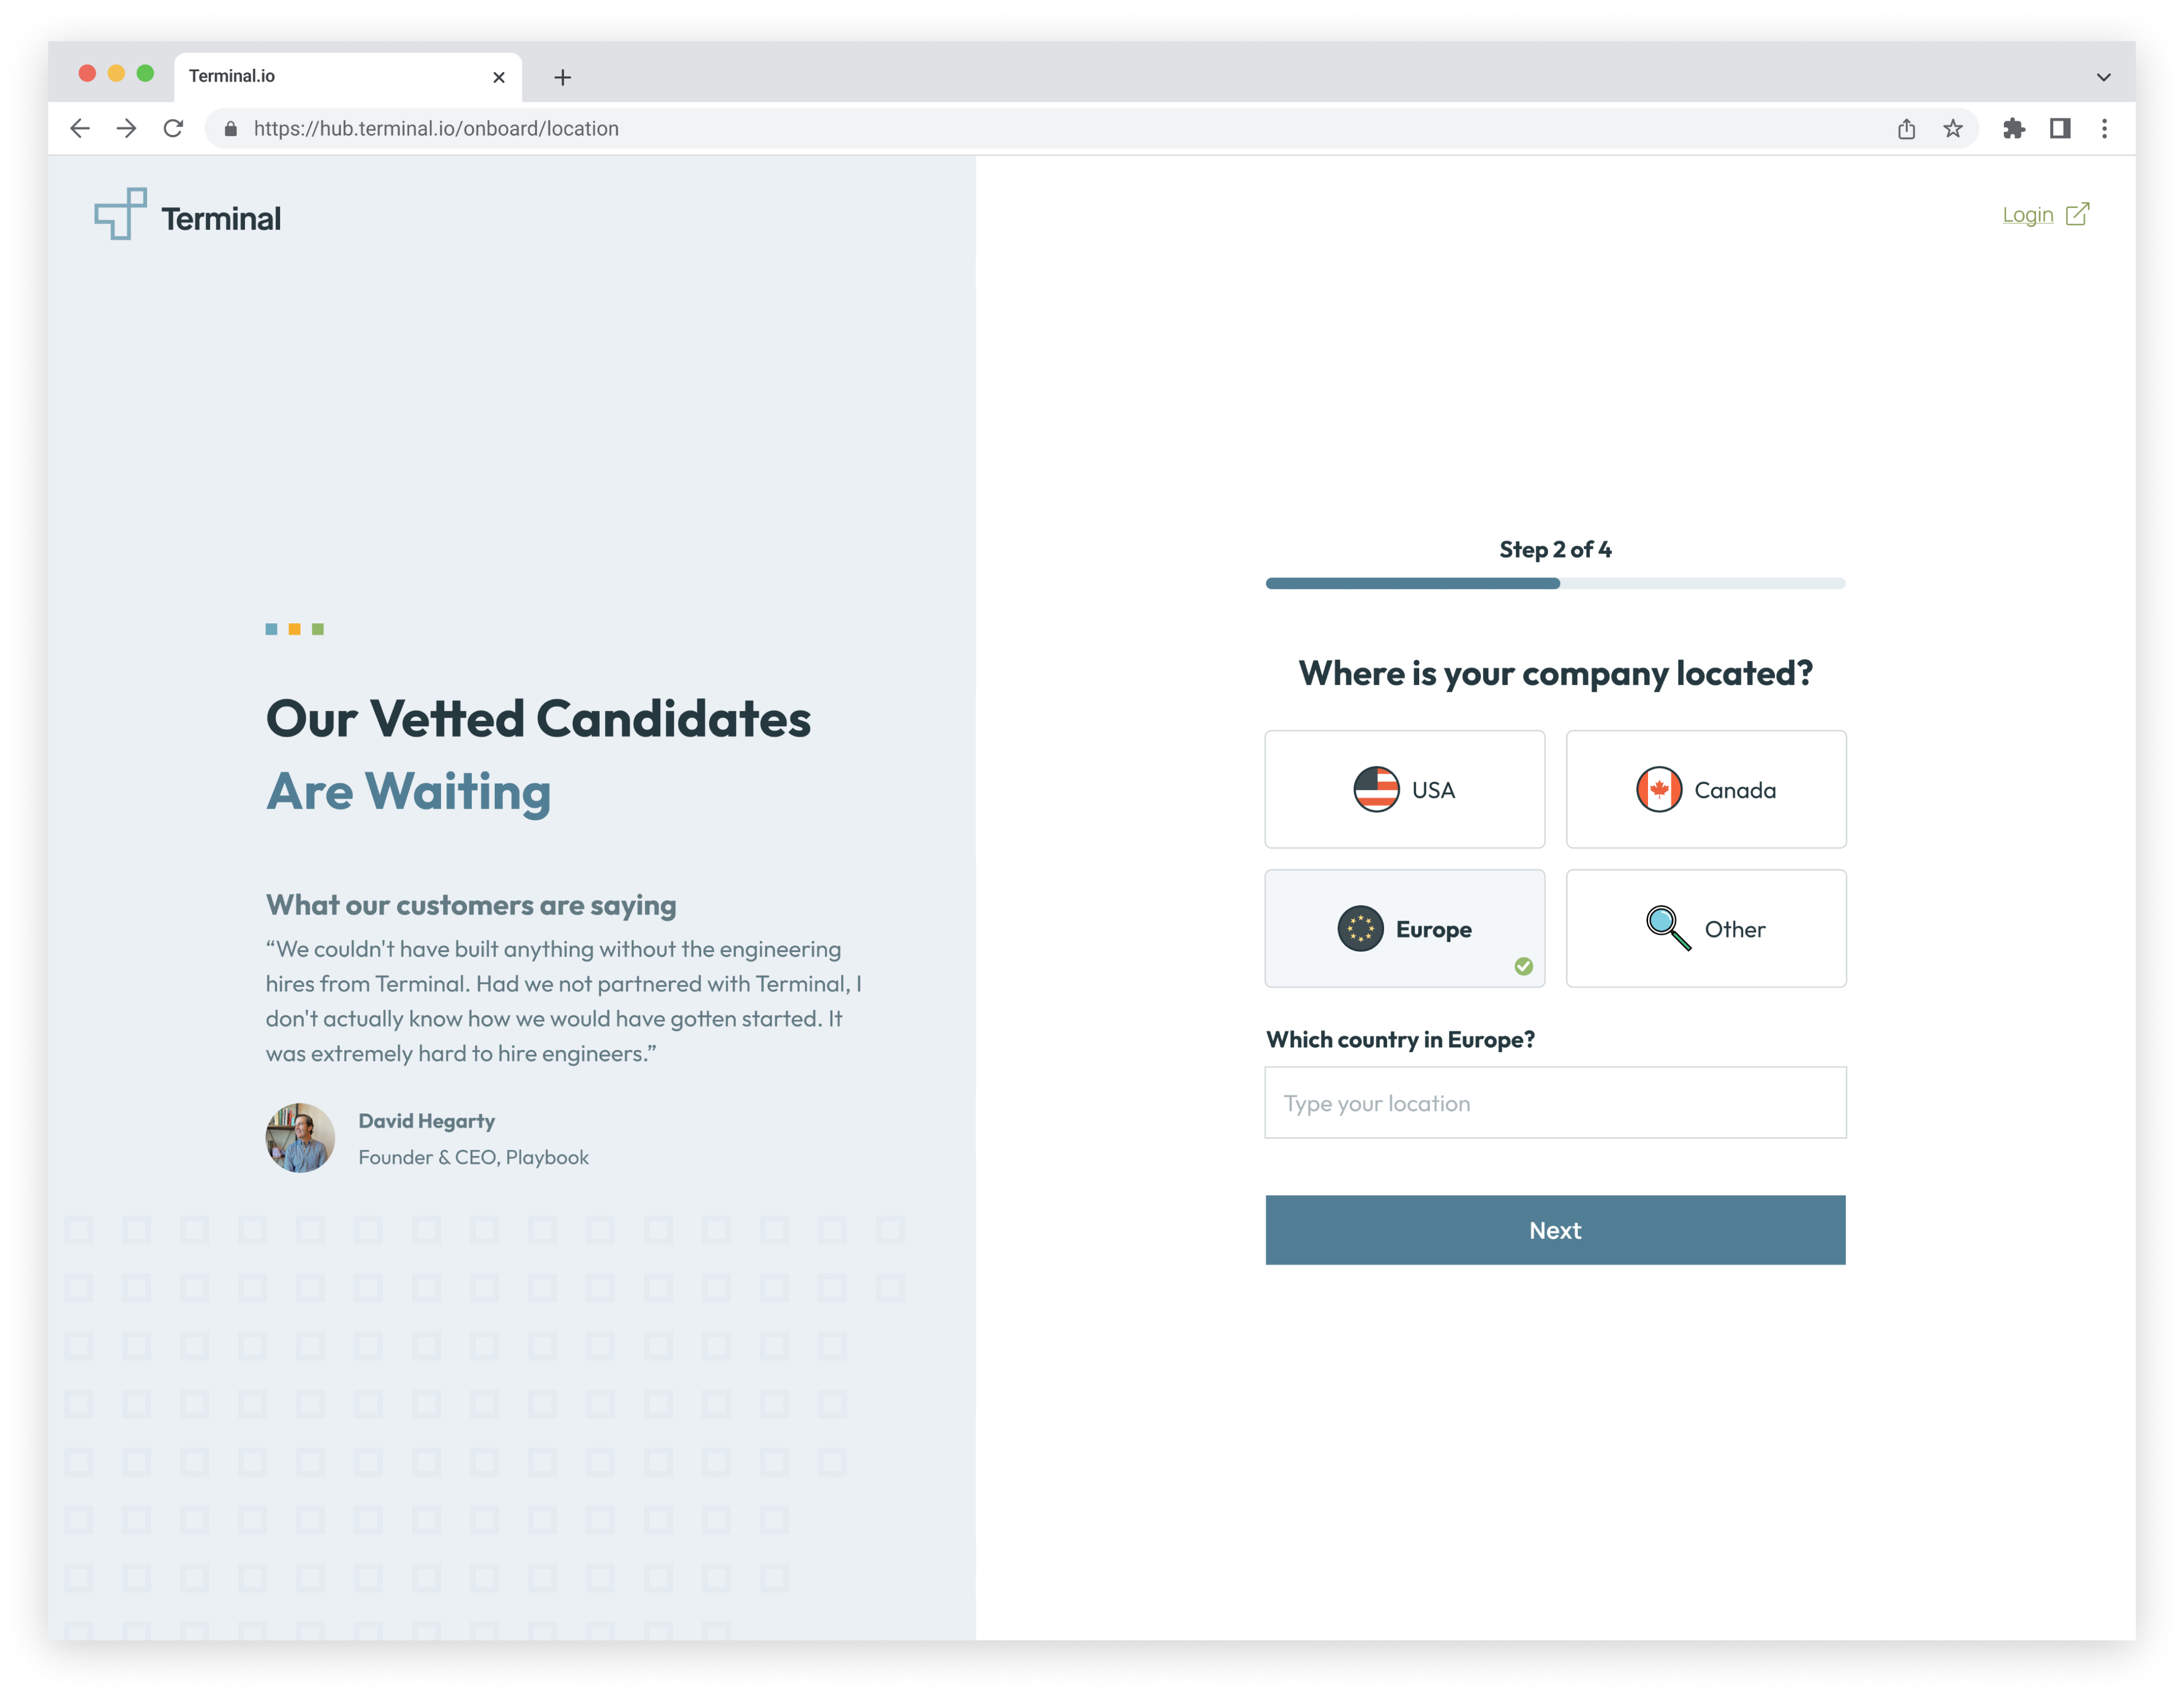 Terminal.io
https://hub.terminal.io/onboard/location
Terminal
Login
Our Vetted Candidates
Are Waiting
What our customers are saying
“We couldn't have built anything without the engineering
hires from Terminal. Had we not partnered with Terminal, I
don't actually know how we would have gotten started. It
was extremely hard to hire engineers.”
David Hegarty
Founder & CEO, Playbook
Step 2 of 4
Where is your company located?
USA
Canada
Europe
Other
Which country in Europe?
Type your location
Next